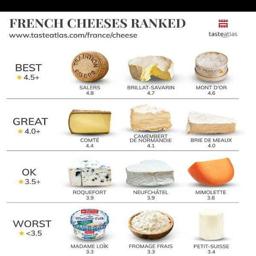 FRENCH CHEESES RANKED
www.tasteatlas.com/france/cheese
tasteatlas
BEST
★ 4.5+
SALERS
4.8
BRILLAT-SAVARIN
4.7
MONT D'OR
4.6
GREAT
★ 4.0+
COMTÉ
4.4
CAMEMBERT
DE NORMANDIE
4.1
BRIE DE MEAUX
4.0
OK
★ 3.5+
ROQUEFORT
3.9
NEUFCHÂTEL
3.9
MIMOLETTE
3.8
WORST
★ <3.5
MADAME LOÏK
3.3
FROMAGE FRAIS
3.3
PETIT-SUISSE
3.4